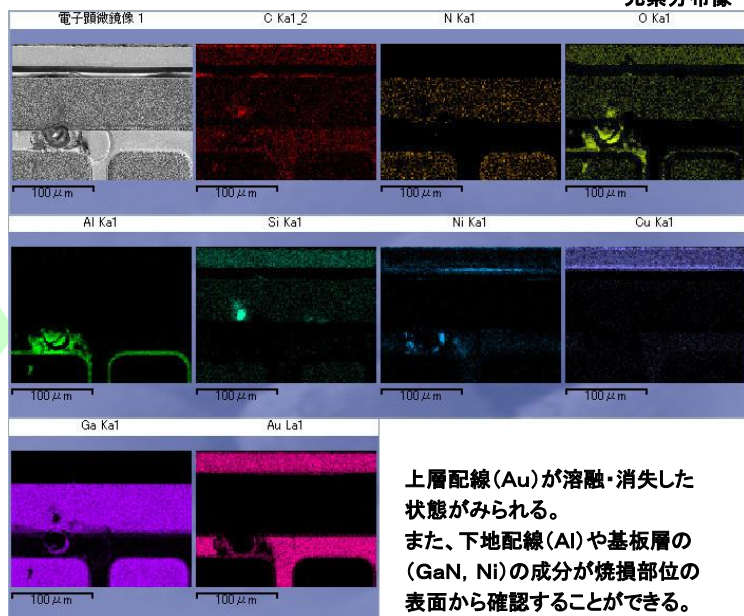 元素分布像
電子顕微鏡像 1
C Ka1_2
N Ka1
O Ka1
100 μm
100 μm
100 μm
100 μm
Al Ka1
Si Ka1
Ni Ka1
Cu Ka1
100 μm
100 μm
100 μm
100 μm
Ga Ka1
Au La1
100 μm
100 μm
上層配線(Au)が溶融・消失した
状態がみられる。
また、下地配線(Al)や基板層の
(GaN, Ni)の成分が焼損部位の
表面から確認することができる。